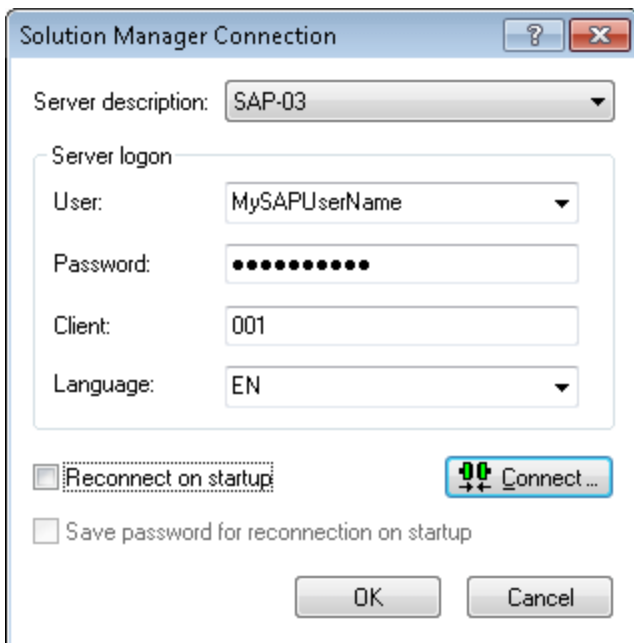 Solution Manager Connection
Server description: SAP-03
Server logon
User: MySAPUserName
Password: ●●●●●●●●●●
Client: 001
Language: EN
Reconnect on startup Connect...
Save password for reconnection on startup
OK Cancel